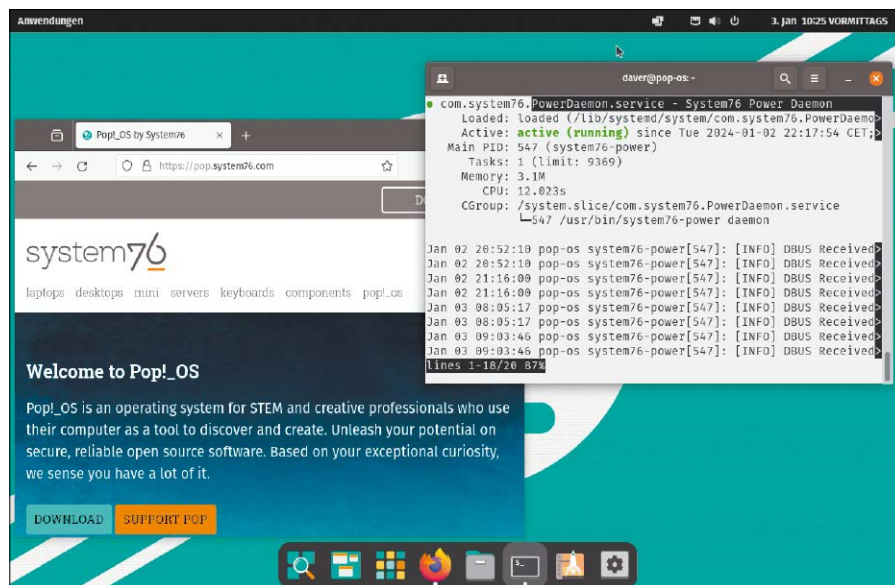 Anwendungen
3. Jan 10:25 VORMITTAGS
daver@pop-os: ~
com.system76.PowerDaemon.service - System76 Power Daemon
Loaded: loaded (/lib/systemd/system/com.system76.PowerDaemo>
Active: active (running) since Tue 2024-01-02 22:17:54 CET;>
Main PID: 547 (system76-power)
Tasks: 1 (limit: 9369)
Memory: 3.1M
CPU: 12.023s
CGroup: /system.slice/com.system76.PowerDaemon.service
└─547 /usr/bin/system76-power daemon
Jan 02 20:52:10 pop-os system76-power[547]: [INFO] DBUS Received>
Jan 02 20:52:10 pop-os system76-power[547]: [INFO] DBUS Received>
Jan 02 21:16:00 pop-os system76-power[547]: [INFO] DBUS Received>
Jan 02 21:16:00 pop-os system76-power[547]: [INFO] DBUS Received>
Jan 03 08:05:17 pop-os system76-power[547]: [INFO] DBUS Received>
Jan 03 08:05:17 pop-os system76-power[547]: [INFO] DBUS Received>
Jan 03 09:03:46 pop-os system76-power[547]: [INFO] DBUS Received>
Jan 03 09:03:46 pop-os system76-power[547]: [INFO] DBUS Received>
lines 1-18/20 87%
Pop!_OS by System76
https://pop.system76.com
system76
laptops desktops mini servers keyboards components pop!_os
Welcome to Pop!_OS
Pop!_OS is an operating system for STEM and creative professionals who use
their computer as a tool to discover and create. Unleash your potential on
secure, reliable open source software. Based on your exceptional curiosity,
we sense you have a lot of it.
DOWNLOAD SUPPORT POP